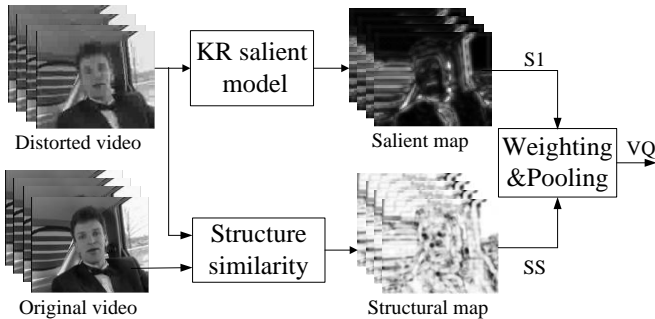 KR salient
model
S1
Distorted video
Salient map
Weighting
&Pooling
VQ
Structure
similarity
SS
Original video
Structural map